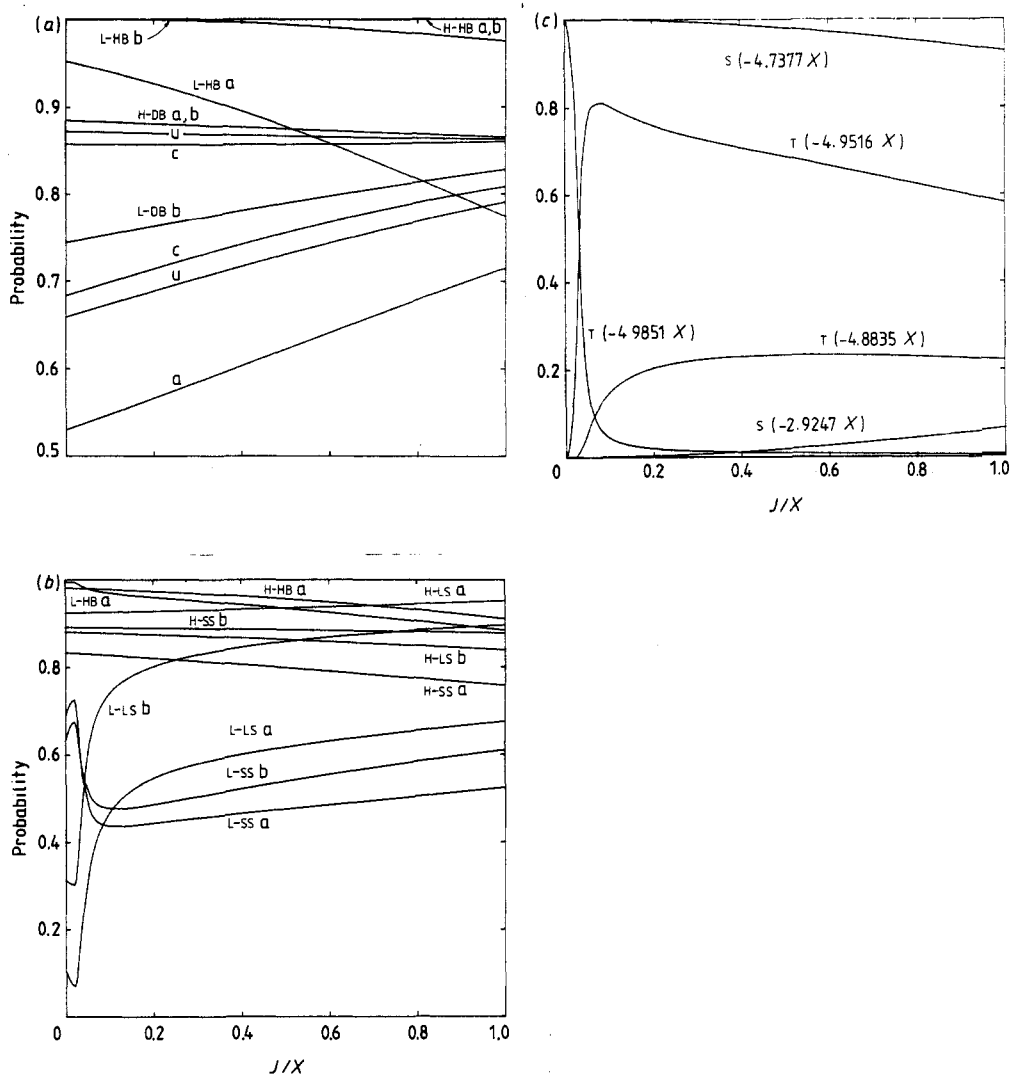 (a)
L-HB b
H-HB a,b
L-HB a
0.9
H-DB a,b
u
c
0.8
L-DB b
c
0.7
u
0.6
a
0.5
Probability
(c)
S (-4.7377 X)
0.8
T (-4.9516 X)
0.6
0.4
T (-4.9851 X)
T (-4.8835 X)
0.2
S (-2.9247 X)
0 0.2 0.4 0.6 0.8 1.0
J/X
(b)
H-HB a
H-LS a
L-HB a
H-SS b
H-LS b
0.8
H-SS a
L-LS b
L-LS a
0.6
L-SS b
L-SS a
0.4
0.2
Probability
0 0.2 0.4 0.6 0.8 1.0
J/X